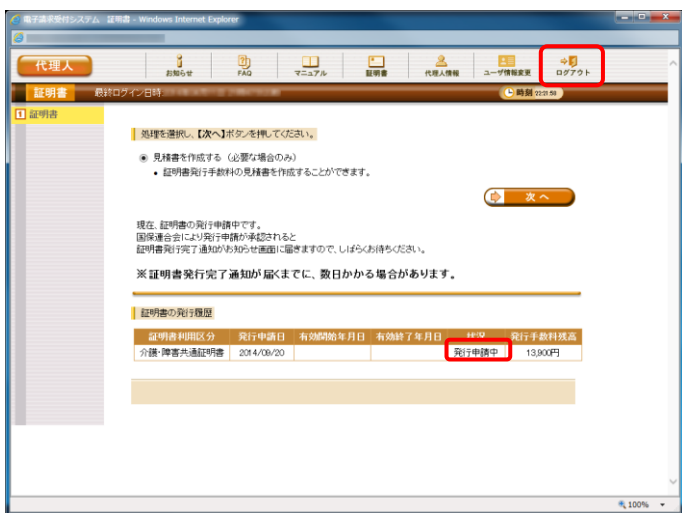 電子請求受付システム 証明書 - Windows Internet Explorer
代理人
お知らせ FAQ マニュアル 証明書 代理人情報 ユーザ情報変更 ログアウト
証明書 最終ログイン日時: 時刻 22:21:50
1 証明書
処理を選択し、【次へ】ボタンを押してください。
見積書を作成する (必要な場合のみ)
• 証明書発行手数料の見積書を作成することができます。
次へ
現在、証明書の発行申請中です。
国保連合会により発行申請が承認されると
証明書発行完了通知がお知らせ画面に届きますので、しばらくお待ちください。
※証明書発行完了通知が届くまでに、数日かかる場合があります。
証明書の発行履歴
証明書利用区分 発行申請日 有効開始年月日 有効終了年月日 状況 発行手数料残高
介護・障害共通証明書 2014/09/20 発行申請中 13,900円
100%